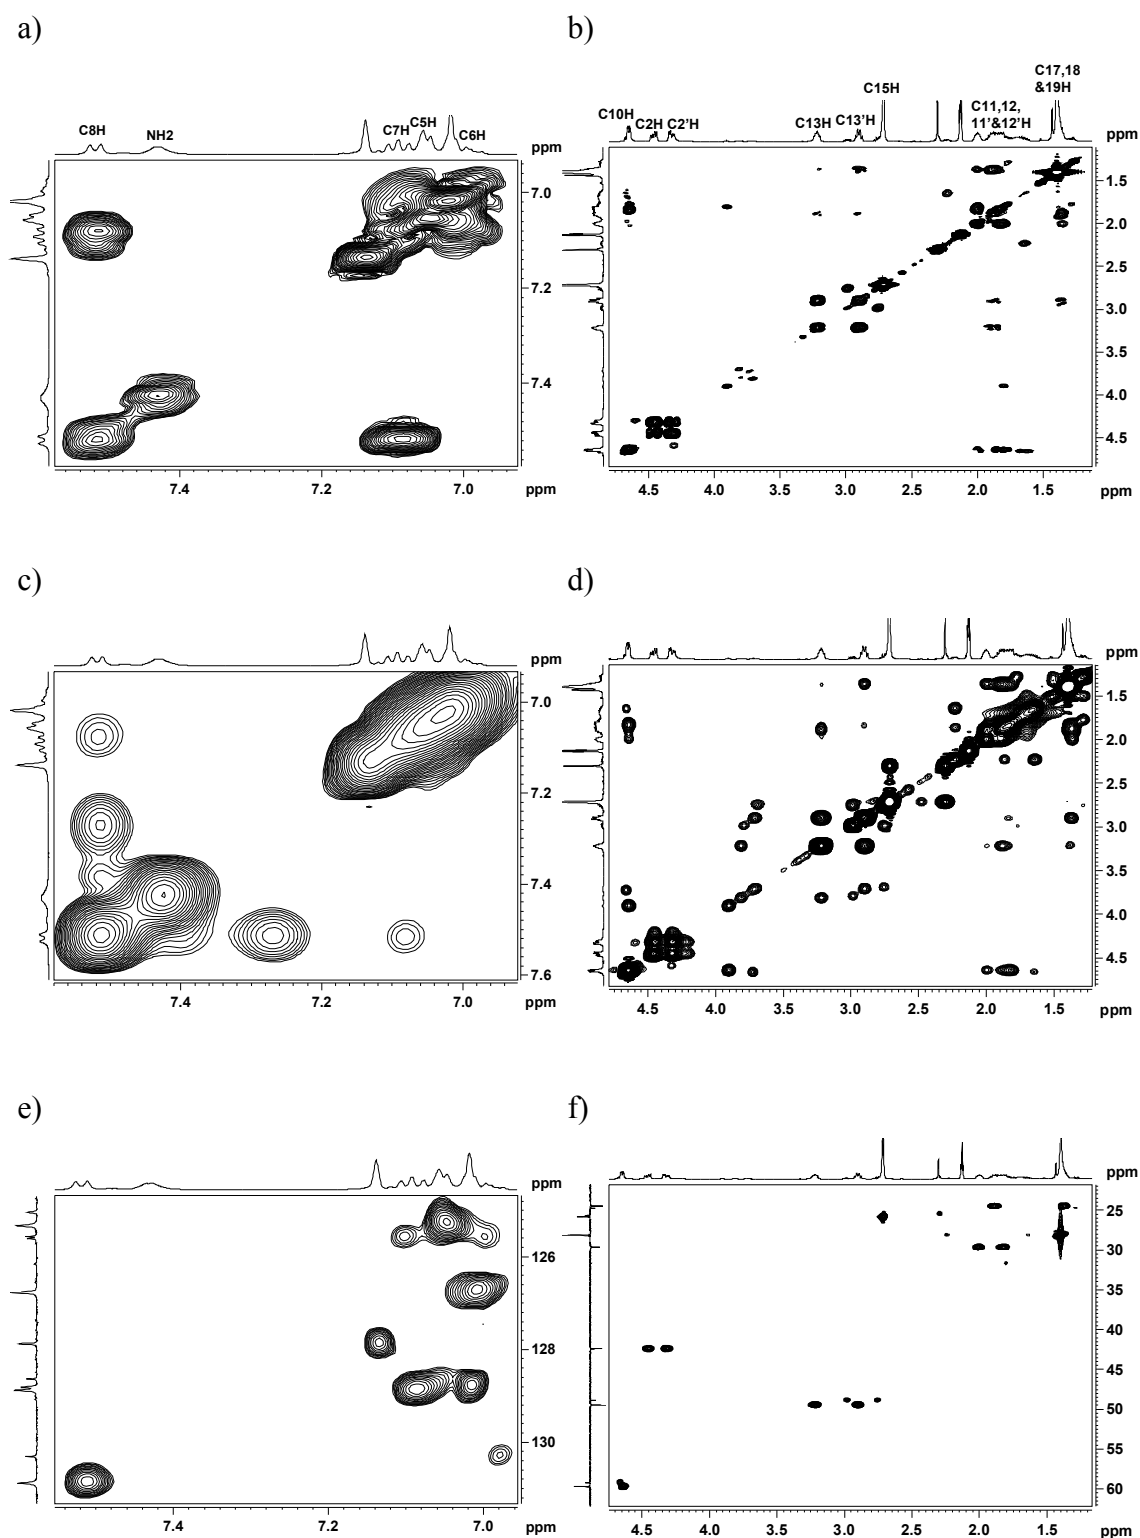 a)
b)
C8H NH2 C7H C5H C6H
ppm
7.0
7.2
7.4
7.4 7.2 7.0
ppm
C10H C2H C2'H C13H C13'H C15H C11,12, 11'&12'H C17,18 &19H
ppm
1.5
2.0
2.5
3.0
3.5
4.0
4.5
4.5 4.0 3.5 3.0 2.5 2.0 1.5 ppm
c)
d)
ppm
7.0
7.2
7.4
7.6
7.4 7.2 7.0
ppm
ppm
1.5
2.0
2.5
3.0
3.5
4.0
4.5
4.5 4.0 3.5 3.0 2.5 2.0 1.5 ppm
e)
f)
ppm
126
128
130
7.4 7.2 7.0
ppm
ppm
25
30
35
40
45
50
55
60
4.5 4.0 3.5 3.0 2.5 2.0 1.5 ppm